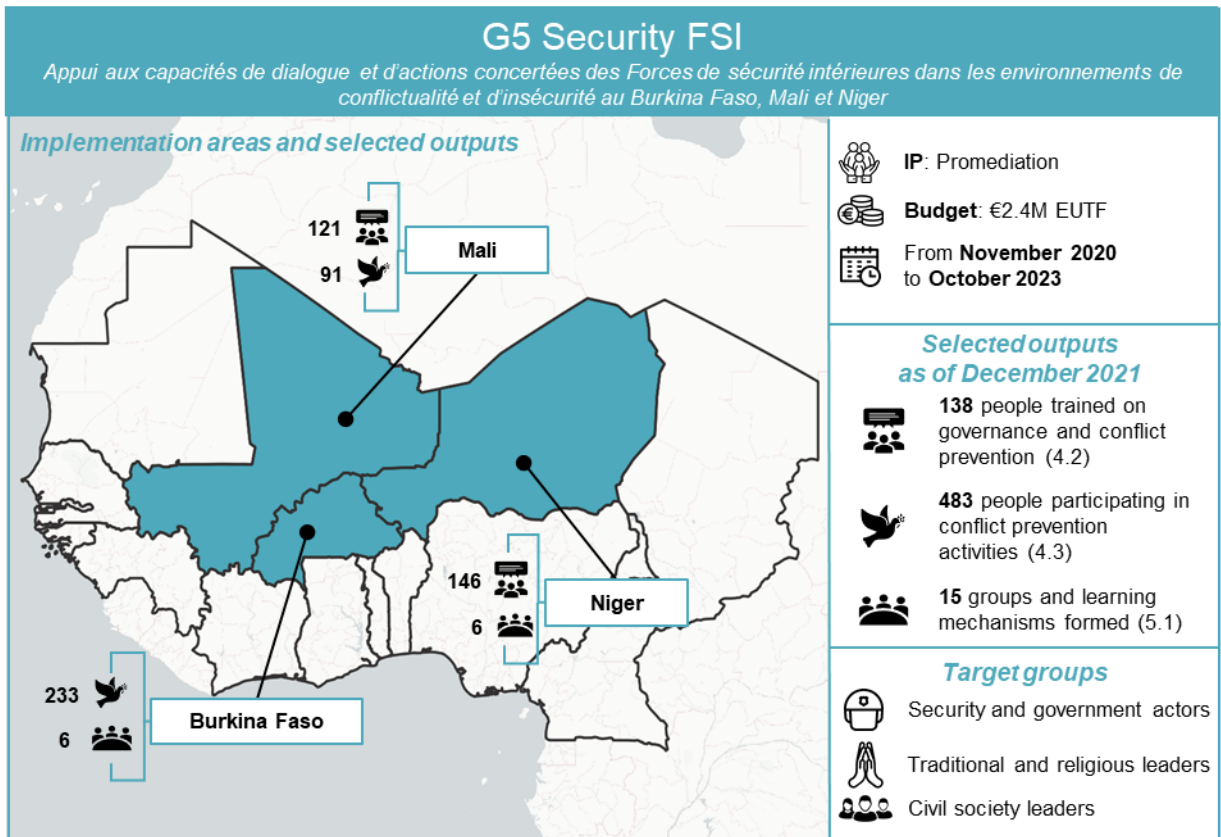 G5 Security FSI
Appui aux capacités de dialogue et d'actions concertées des Forces de sécurité intérieures dans les environnements de
conflictualité et d'insécurité au Burkina Faso, Mali et Niger
Implementation areas and selected outputs
121
91
Mali
146
6
Niger
233
6
Burkina Faso
IP: Promediation
Budget: €2.4M EUTF
From November 2020
to October 2023
Selected outputs
as of December 2021
138 people trained on
governance and conflict
prevention (4.2)
483 people participating in
conflict prevention
activities (4.3)
15 groups and learning
mechanisms formed (5.1)
Target groups
Security and government actors
Traditional and religious leaders
Civil society leaders